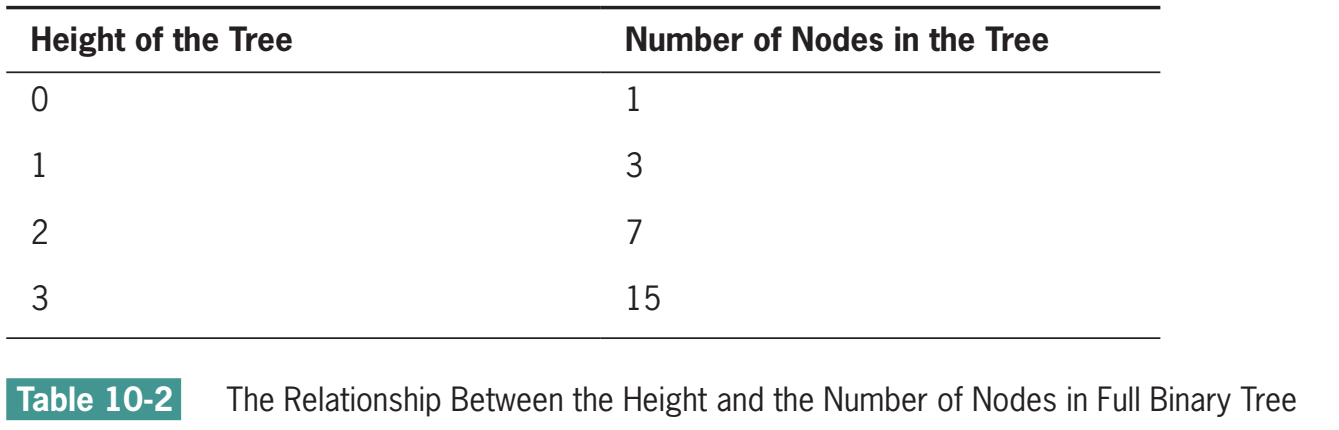 Height of the Tree Number of Nodes in the Tree
0 1
1 3
2 7
3 15
Table 10-2 The Relationship Between the Height and the Number of Nodes in Full Binary Tree